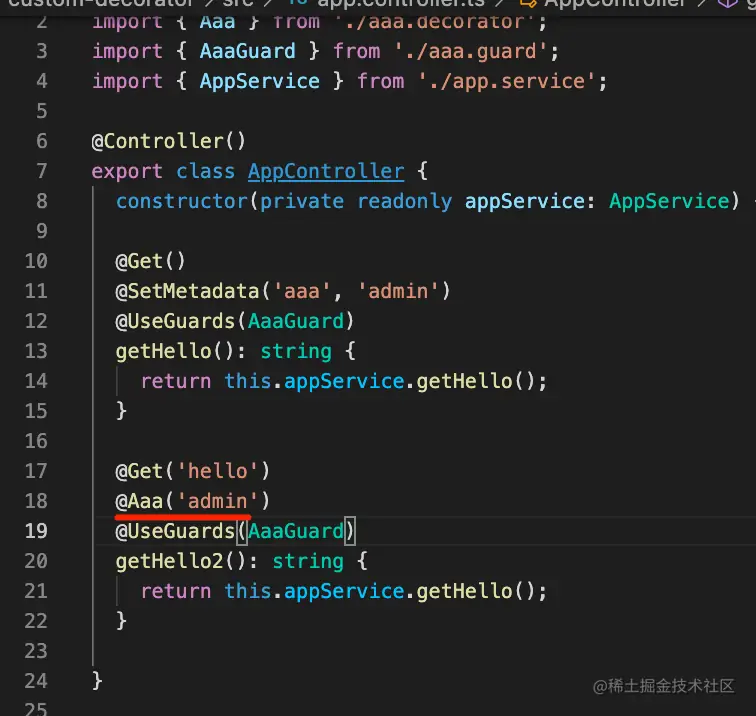 custom-decorator > src > TS app.controller.ts > AppController >
2 import { Aaa } from './aaa.decorator';
3 import { AaaGuard } from './aaa.guard';
4 import { AppService } from './app.service';
5
6 @Controller()
7 export class AppController {
8 constructor(private readonly appService: AppService)
9
10 @Get()
11 @SetMetadata('aaa', 'admin')
12 @UseGuards(AaaGuard)
13 getHello(): string {
14 return this.appService.getHello();
15 }
16
17 @Get('hello')
18 @Aaa('admin')
19 @UseGuards(AaaGuard)
20 getHello2(): string {
21 return this.appService.getHello();
22 }
23
24 }
25
@稀土掘金技术社区